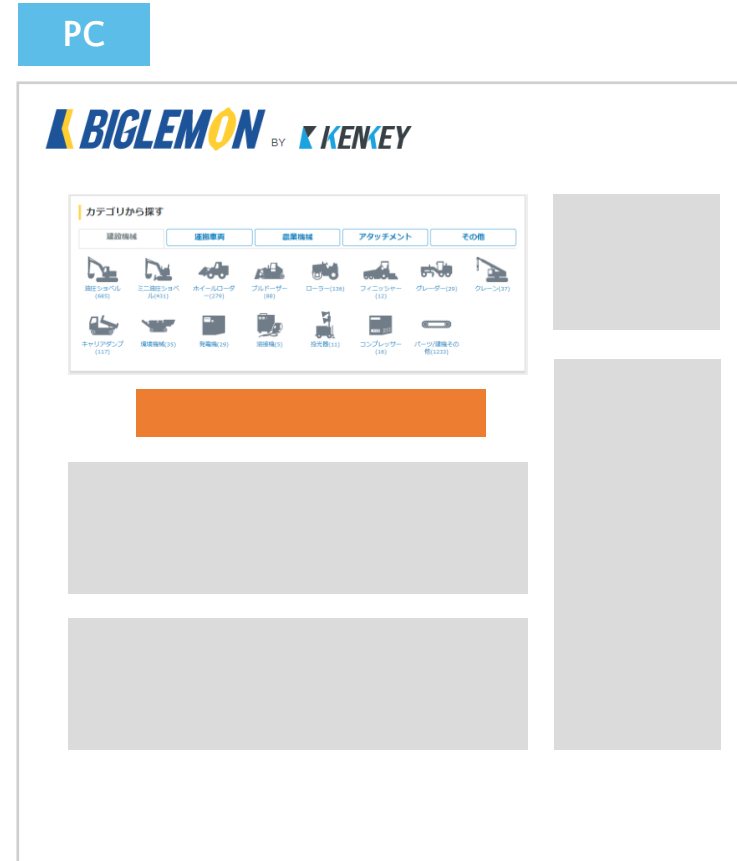 PC
BIGLEMON BY KENKEY
カテゴリから探す
建設機械 運搬車両 農業機械 アタッチメント その他
油圧ショベル ミニ油圧ショベ ホイールローダ ブルドーザー ローラー(136) フィニッシャー グレーダー(29) クレーン(37)
(685) ル(431) ー(279) (88) (12)
キャリアダンプ 環境機械(35) 発電機(29) 溶接機(5) 投光器(11) コンプレッサー パーツ/建機その
(117) (16) 他(1232)